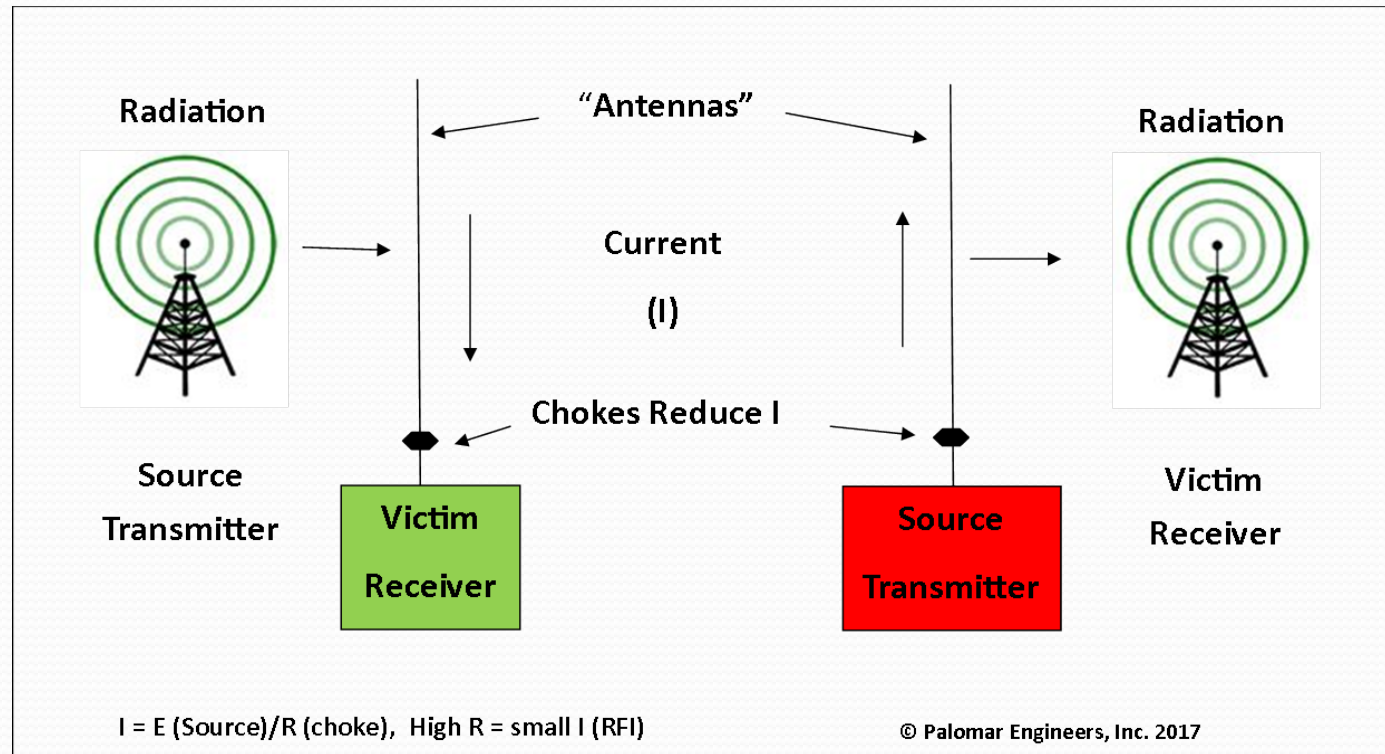 Radiation
“Antennas”
Radiation
Current
(I)
Chokes Reduce I
Source
Transmitter
Victim
Receiver
Source
Transmitter
Victim
Receiver
I = E (Source)/R (choke), High R = small I (RFI)
© Palomar Engineers, Inc. 2017